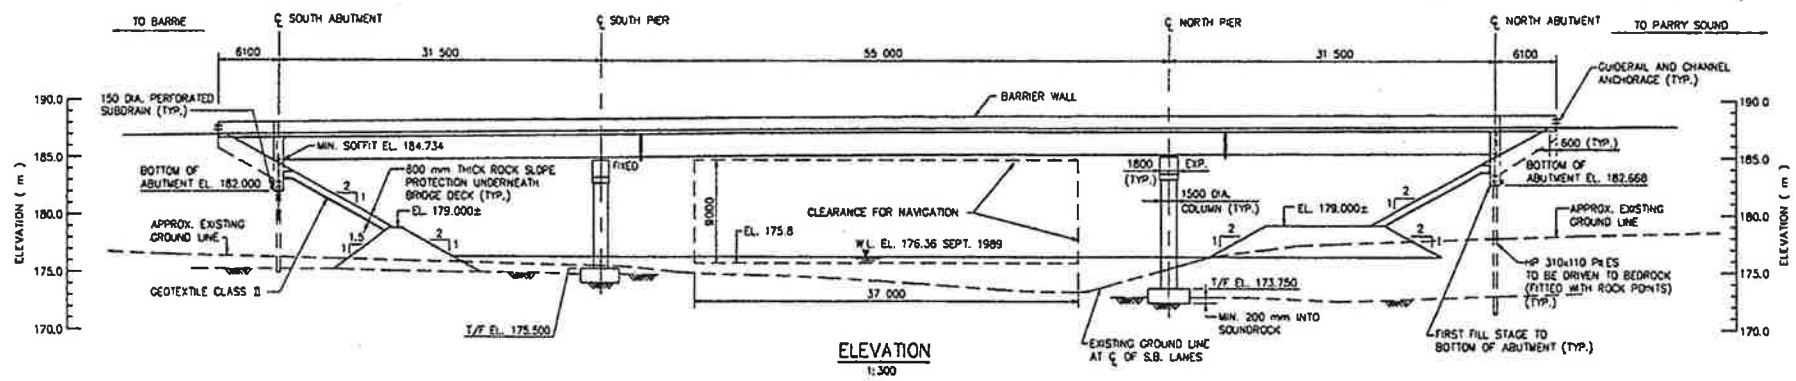 TO BARRIE
℄ SOUTH ABUTMENT
℄ SOUTH PIER
℄ NORTH PIER
℄ NORTH ABUTMENT
TO PARRY SOUND
6100
31 500
55 000
31 500
6100
GUIDERAIL AND CHANNEL
ANCHORAGE (TYP.)
190.0
150 DIA. PERFORATED
SUBDRAIN (TYP.)
BARRIER WALL
190.0
MIN. SOFFIT EL. 184.734
600 (TYP.)
185.0
BOTTOM OF
ABUTMENT EL. 182.000
800 mm THICK ROCK SLOPE
PROTECTION UNDERNEATH
BRIDGE DECK (TYP.)
FIXED
1800
(TYP.)
EXP.
BOTTOM OF
ABUTMENT EL. 182.668
185.0
2
1
9000
1500 DIA.
COLUMN (TYP.)
2
1
ELEVATION ( m )
ELEVATION ( m )
180.0
EL. 179.000±
CLEARANCE FOR NAVIGATION
EL. 179.000±
APPROX. EXISTING
GROUND LINE
180.0
APPROX. EXISTING
GROUND LINE
1.5
1
2
1
EL. 175.8
W.L. EL. 176.36 SEPT. 1989
2
1
2
1
175.0
GEOTEXTILE CLASS II
HP 310x110 PILES
TO BE DRIVEN TO BEDROCK
(FITTED WITH ROCK POINTS)
(TYP.)
175.0
37 000
T/F EL. 173.750
MIN. 200 mm INTO
SOUNDROCK
170.0
T/F EL. 175.500
EXISTING GROUND LINE
AT ℄ OF S.B. LANES
FIRST FILL STAGE TO
BOTTOM OF ABUTMENT (TYP.)
170.0
ELEVATION
1:300